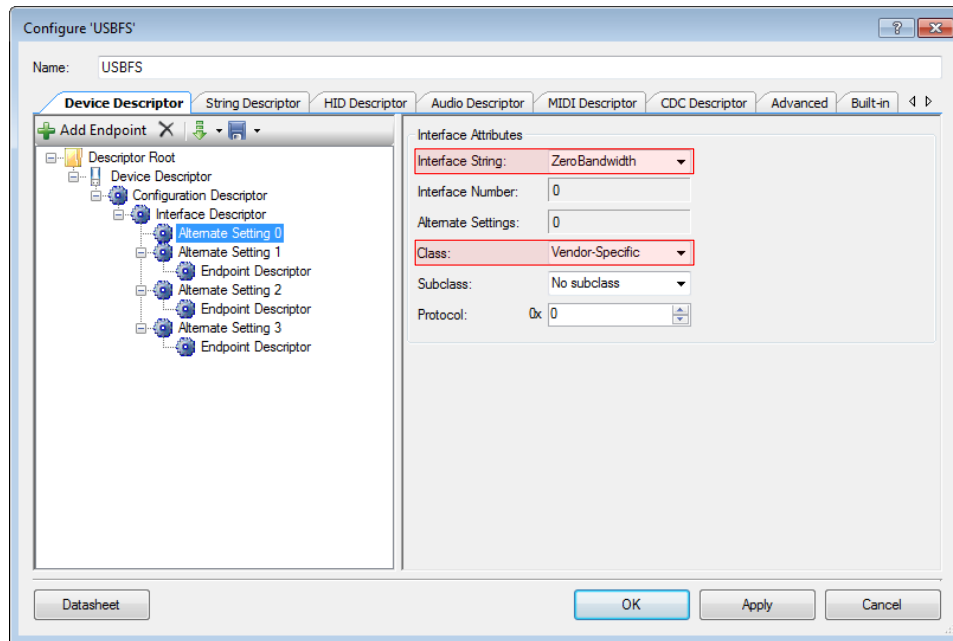 Configure 'USBFS'
Name: USBFS
Device Descriptor String Descriptor HID Descriptor Audio Descriptor MIDI Descriptor CDC Descriptor Advanced Built-in
Add Endpoint
Descriptor Root
Device Descriptor
Configuration Descriptor
Interface Descriptor
Alternate Setting 0
Alternate Setting 1
Endpoint Descriptor
Alternate Setting 2
Endpoint Descriptor
Alternate Setting 3
Endpoint Descriptor
Interface Attributes
Interface String: ZeroBandwidth
Interface Number: 0
Alternate Settings: 0
Class: Vendor-Specific
Subclass: No subclass
Protocol: 0x 0
Datasheet OK Apply Cancel